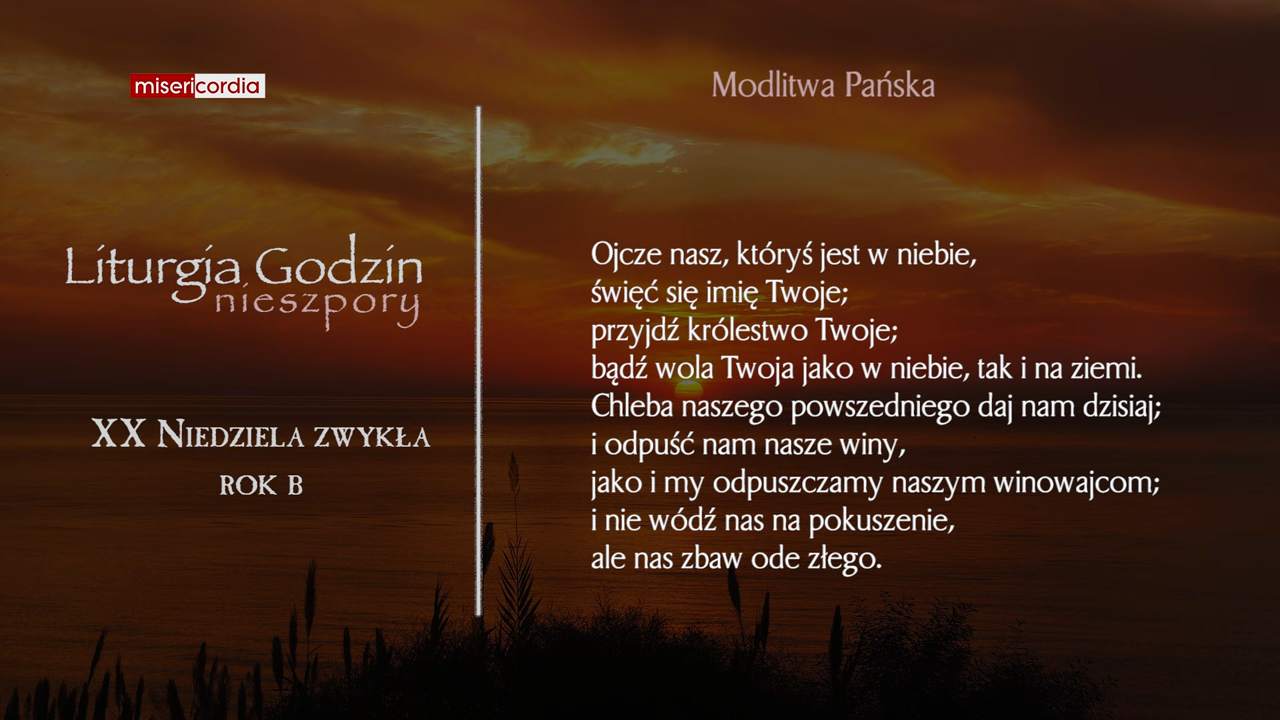 misericordia
Liturgia Godzin
nieszpory
XX Niedziela zwykła
rok B
Modlitwa Pańska
Ojcze nasz, któryś jest w niebie,
święć się imię Twoje;
przyjdź królestwo Twoje;
bądź wola Twoja jako w niebie, tak i na ziemi.
Chleba naszego powszedniego daj nam dzisiaj;
i odpuść nam nasze winy,
jako i my odpuszczamy naszym winowajcom;
i nie wódź nas na pokuszenie,
ale nas zbaw ode złego.